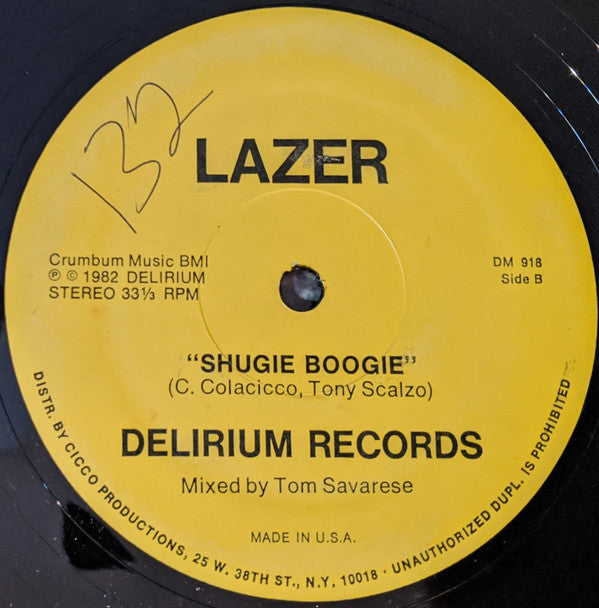 132
LAZER
Crumbum Music BMI
℗ © 1982 DELIRIUM
STEREO 33⅓ RPM
DM 918
Side B
“SHUGIE BOOGIE”
(C. Colacicco, Tony Scalzo)
DELIRIUM RECORDS
Mixed by Tom Savarese
MADE IN U.S.A.
DISTR. BY CICCO PRODUCTIONS, 25 W. 38TH ST., N.Y. 10018 · UNAUTHORIZED DUPL. IS PROHIBITED